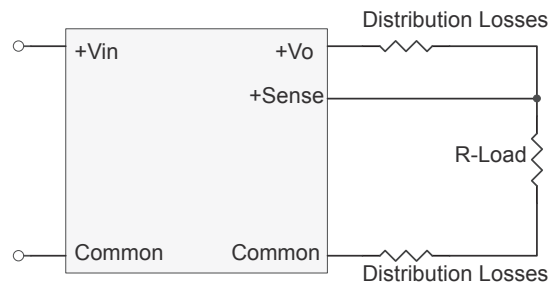 Distribution Losses
+Vin
+Vo
+Sense
R-Load
Common
Common
Distribution Losses